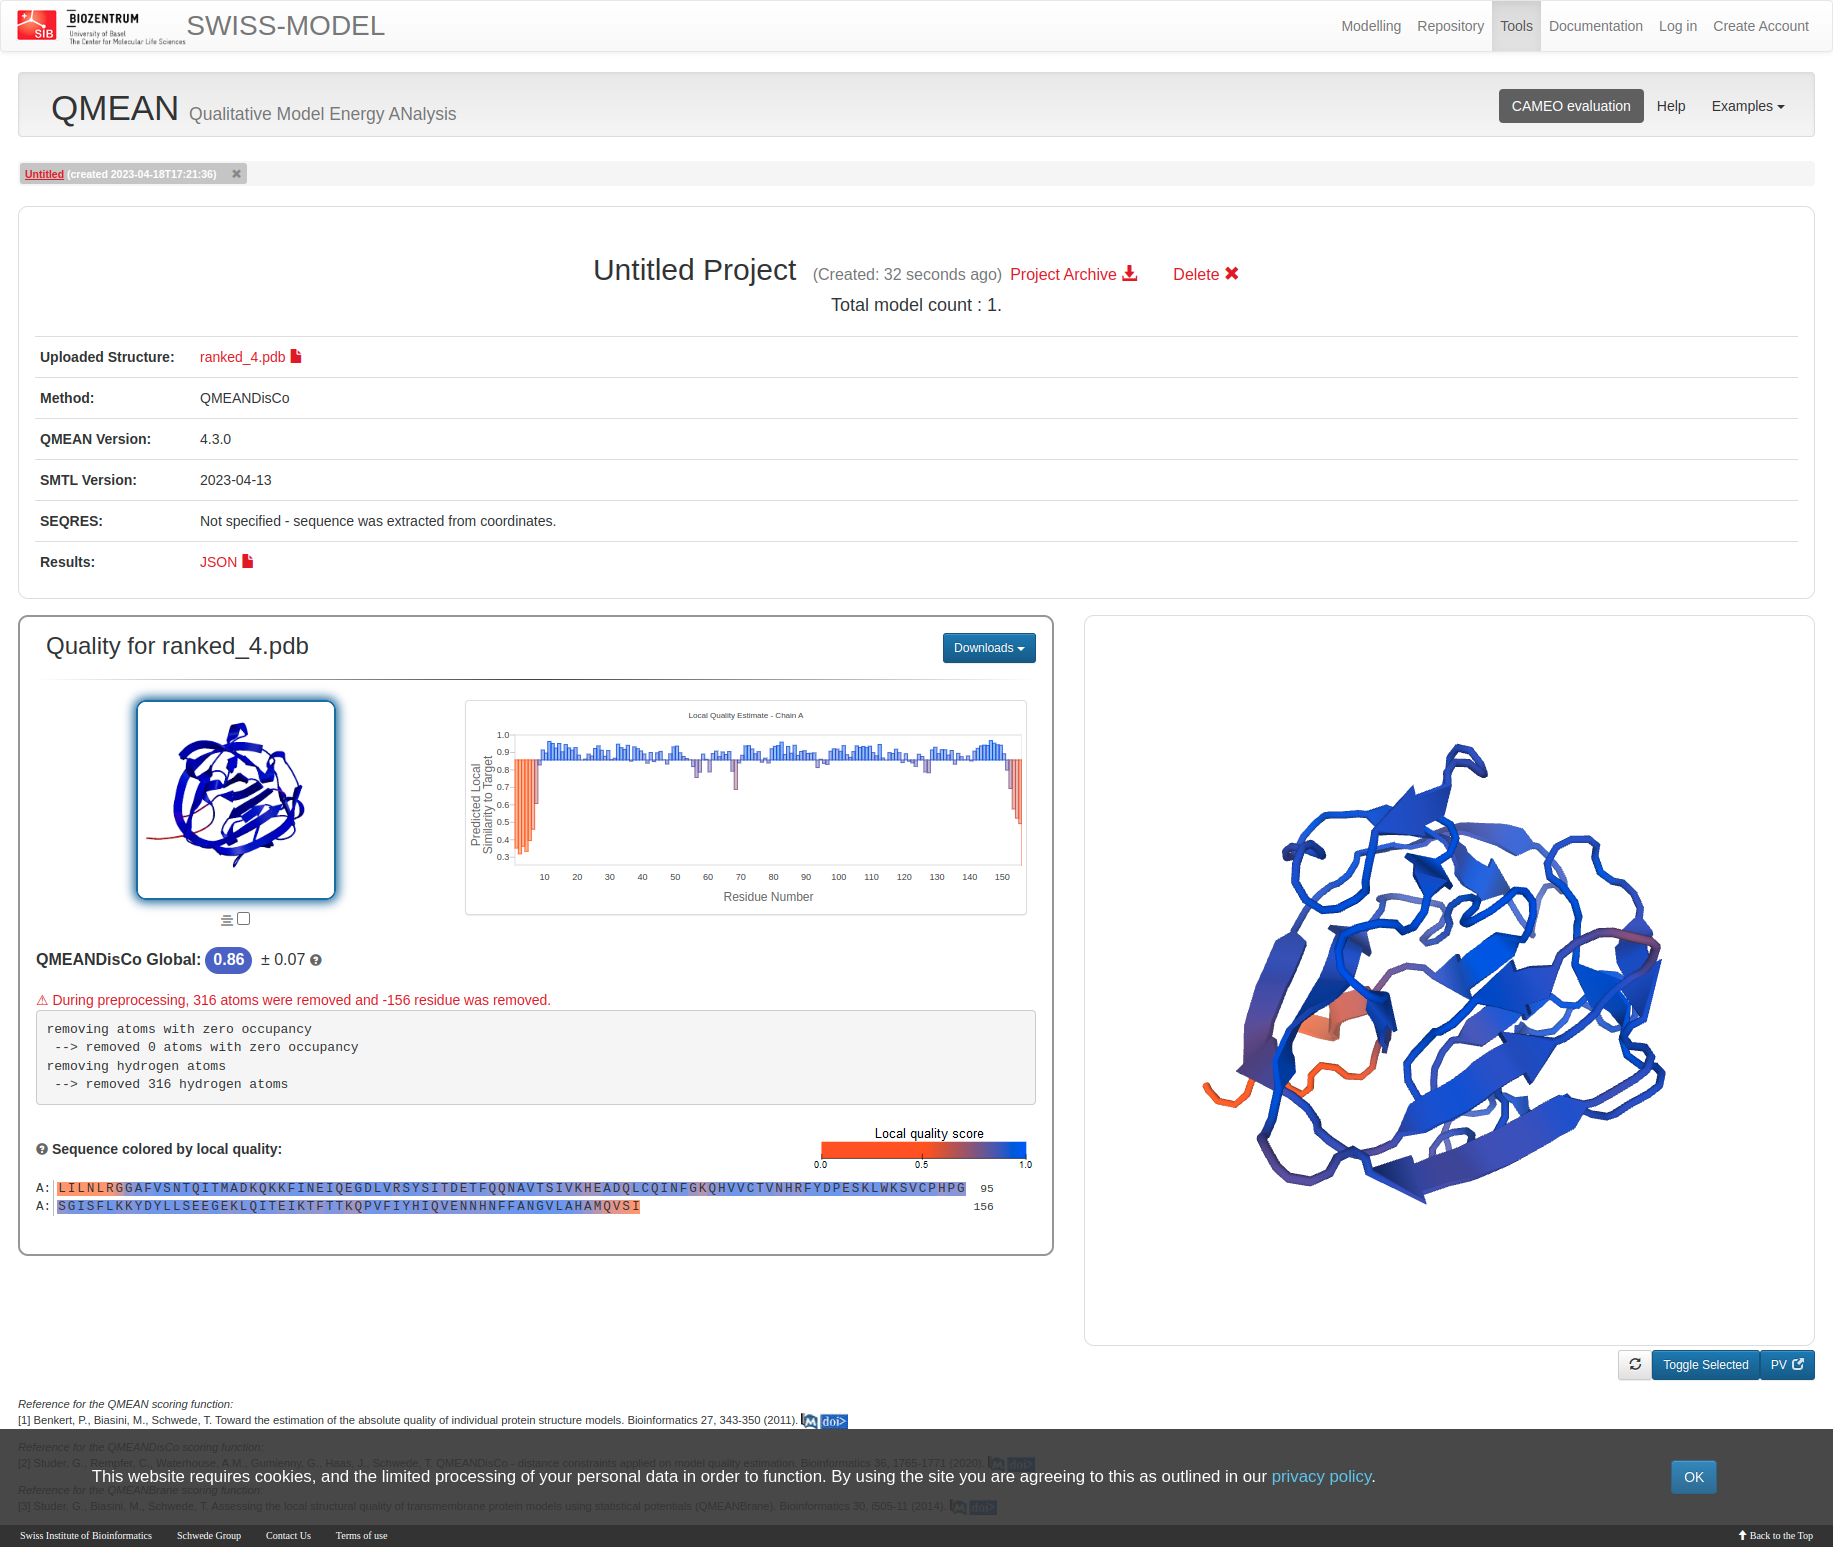 SIB
BIOZENTRUM
University of Basel
The Center for Molecular Life Sciences
SWISS-MODEL
Modelling Repository Tools Documentation Log in Create Account
QMEAN Qualitative Model Energy ANalysis
CAMEO evaluation Help Examples
Untitled (created 2023-04-18T17:21:36)
Untitled Project (Created: 32 seconds ago) Project Archive Delete
Total model count : 1.
Uploaded Structure: ranked_4.pdb
Method: QMEANDisCo
QMEAN Version: 4.3.0
SMTL Version: 2023-04-13
SEQRES: Not specified - sequence was extracted from coordinates.
Results: JSON
Quality for ranked_4.pdb
Downloads
Local Quality Estimate - Chain A
Predicted Local
Similarity to Target
1.0
0.9
0.8
0.7
0.6
0.5
0.4
0.3
10 20 30 40 50 60 70 80 90 100 110 120 130 140 150
Residue Number
QMEANDisCo Global: 0.86 ± 0.07
During preprocessing, 316 atoms were removed and -156 residue was removed.
removing atoms with zero occupancy
--> removed 0 atoms with zero occupancy
removing hydrogen atoms
--> removed 316 hydrogen atoms
Sequence colored by local quality:
Local quality score
0.0 0.5 1.0
A: LILNLRGGAFVSNTQITMADKQKKFINEIQEGDLVRSYSITDETFQQNAVTSIVKHEADQLCQINFGKQHVVCTVNHRFYDPESKLWKSVCPHPG 95
A: SGISFLKKYDYLLSEEGEKLQITEIKTFTTKQPVFIYHIQVENNHNFFANGVLAHAMQVSI 156
Toggle Selected PV
Reference for the QMEAN scoring function:
[1] Benkert, P., Biasini, M., Schwede, T. Toward the estimation of the absolute quality of individual protein structure models. Bioinformatics 27, 343-350 (2011). doi>
Reference for the QMEANDisCo scoring function:
[2] Studer, G., Rempfer, C., Waterhouse, A.M., Gumienny, G., Haas, J., Schwede, T. QMEANDisCo - distance constraints applied on model quality estimation. Bioinformatics 36, 1765-1771 (2020). doi>
This website requires cookies, and the limited processing of your personal data in order to function. By using the site you are agreeing to this as outlined in our privacy policy.
OK
Reference for the QMEANBrane scoring function:
[3] Studer, G., Biasini, M., Schwede, T. Assessing the local structural quality of transmembrane protein models using statistical potentials (QMEANBrane). Bioinformatics 30, i505-11 (2014). doi>
Swiss Institute of Bioinformatics Schwede Group Contact Us Terms of use
Back to the Top